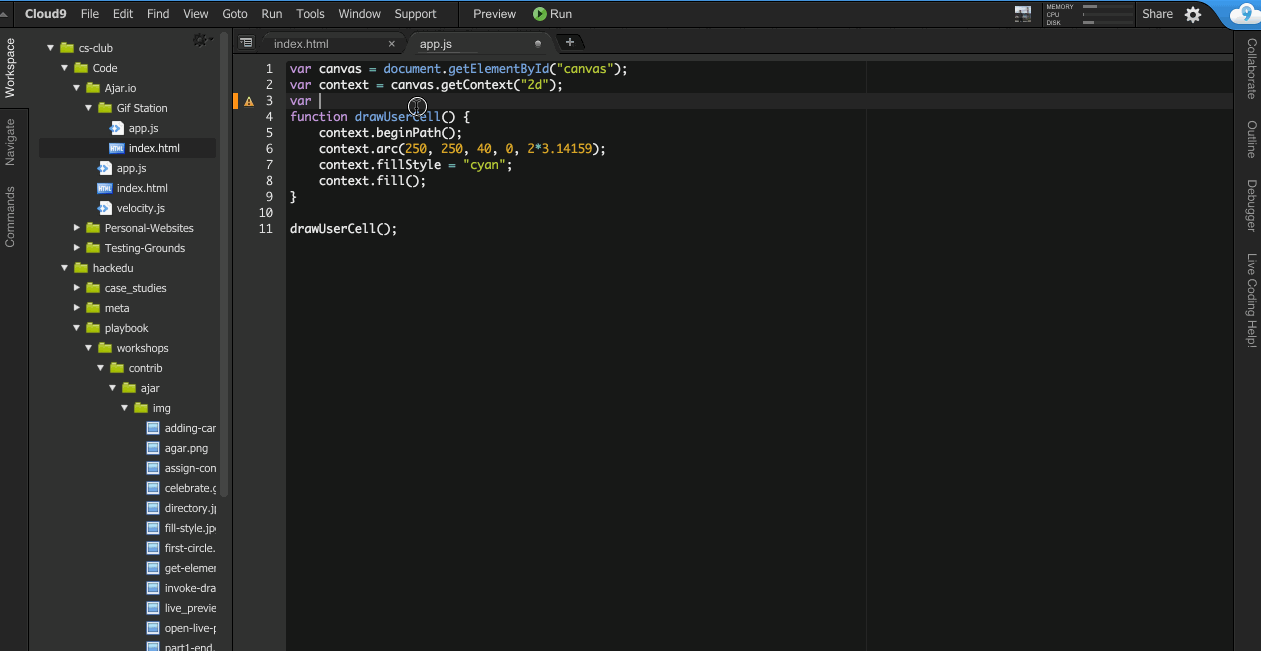 Cloud9 File Edit Find View Goto Run Tools Window Support Preview Run MEMORY CPU DISK Share 9
Workspace
Navigate
Commands
cs-club
Code
Ajar.io
Gif Station
app.js
index.html
app.js
index.html
velocity.js
Personal-Websites
Testing-Grounds
hackedu
case_studies
meta
playbook
workshops
contrib
ajar
img
adding-car
agar.png
assign-con
celebrate.g
directory.j
fill-style.jp
first-circle.
get-elemer
invoke-dra
live_previe
open-live-p
part1-end.
index.html × app.js +
1 var canvas = document.getElementById("canvas");
2 var context = canvas.getContext("2d");
3 var
4 function drawUserCell() {
5 context.beginPath();
6 context.arc(250, 250, 40, 0, 2*3.14159);
7 context.fillStyle = "cyan";
8 context.fill();
9 }
10
11 drawUserCell();
Collaborate
Outline
Debugger
Live Coding Help!